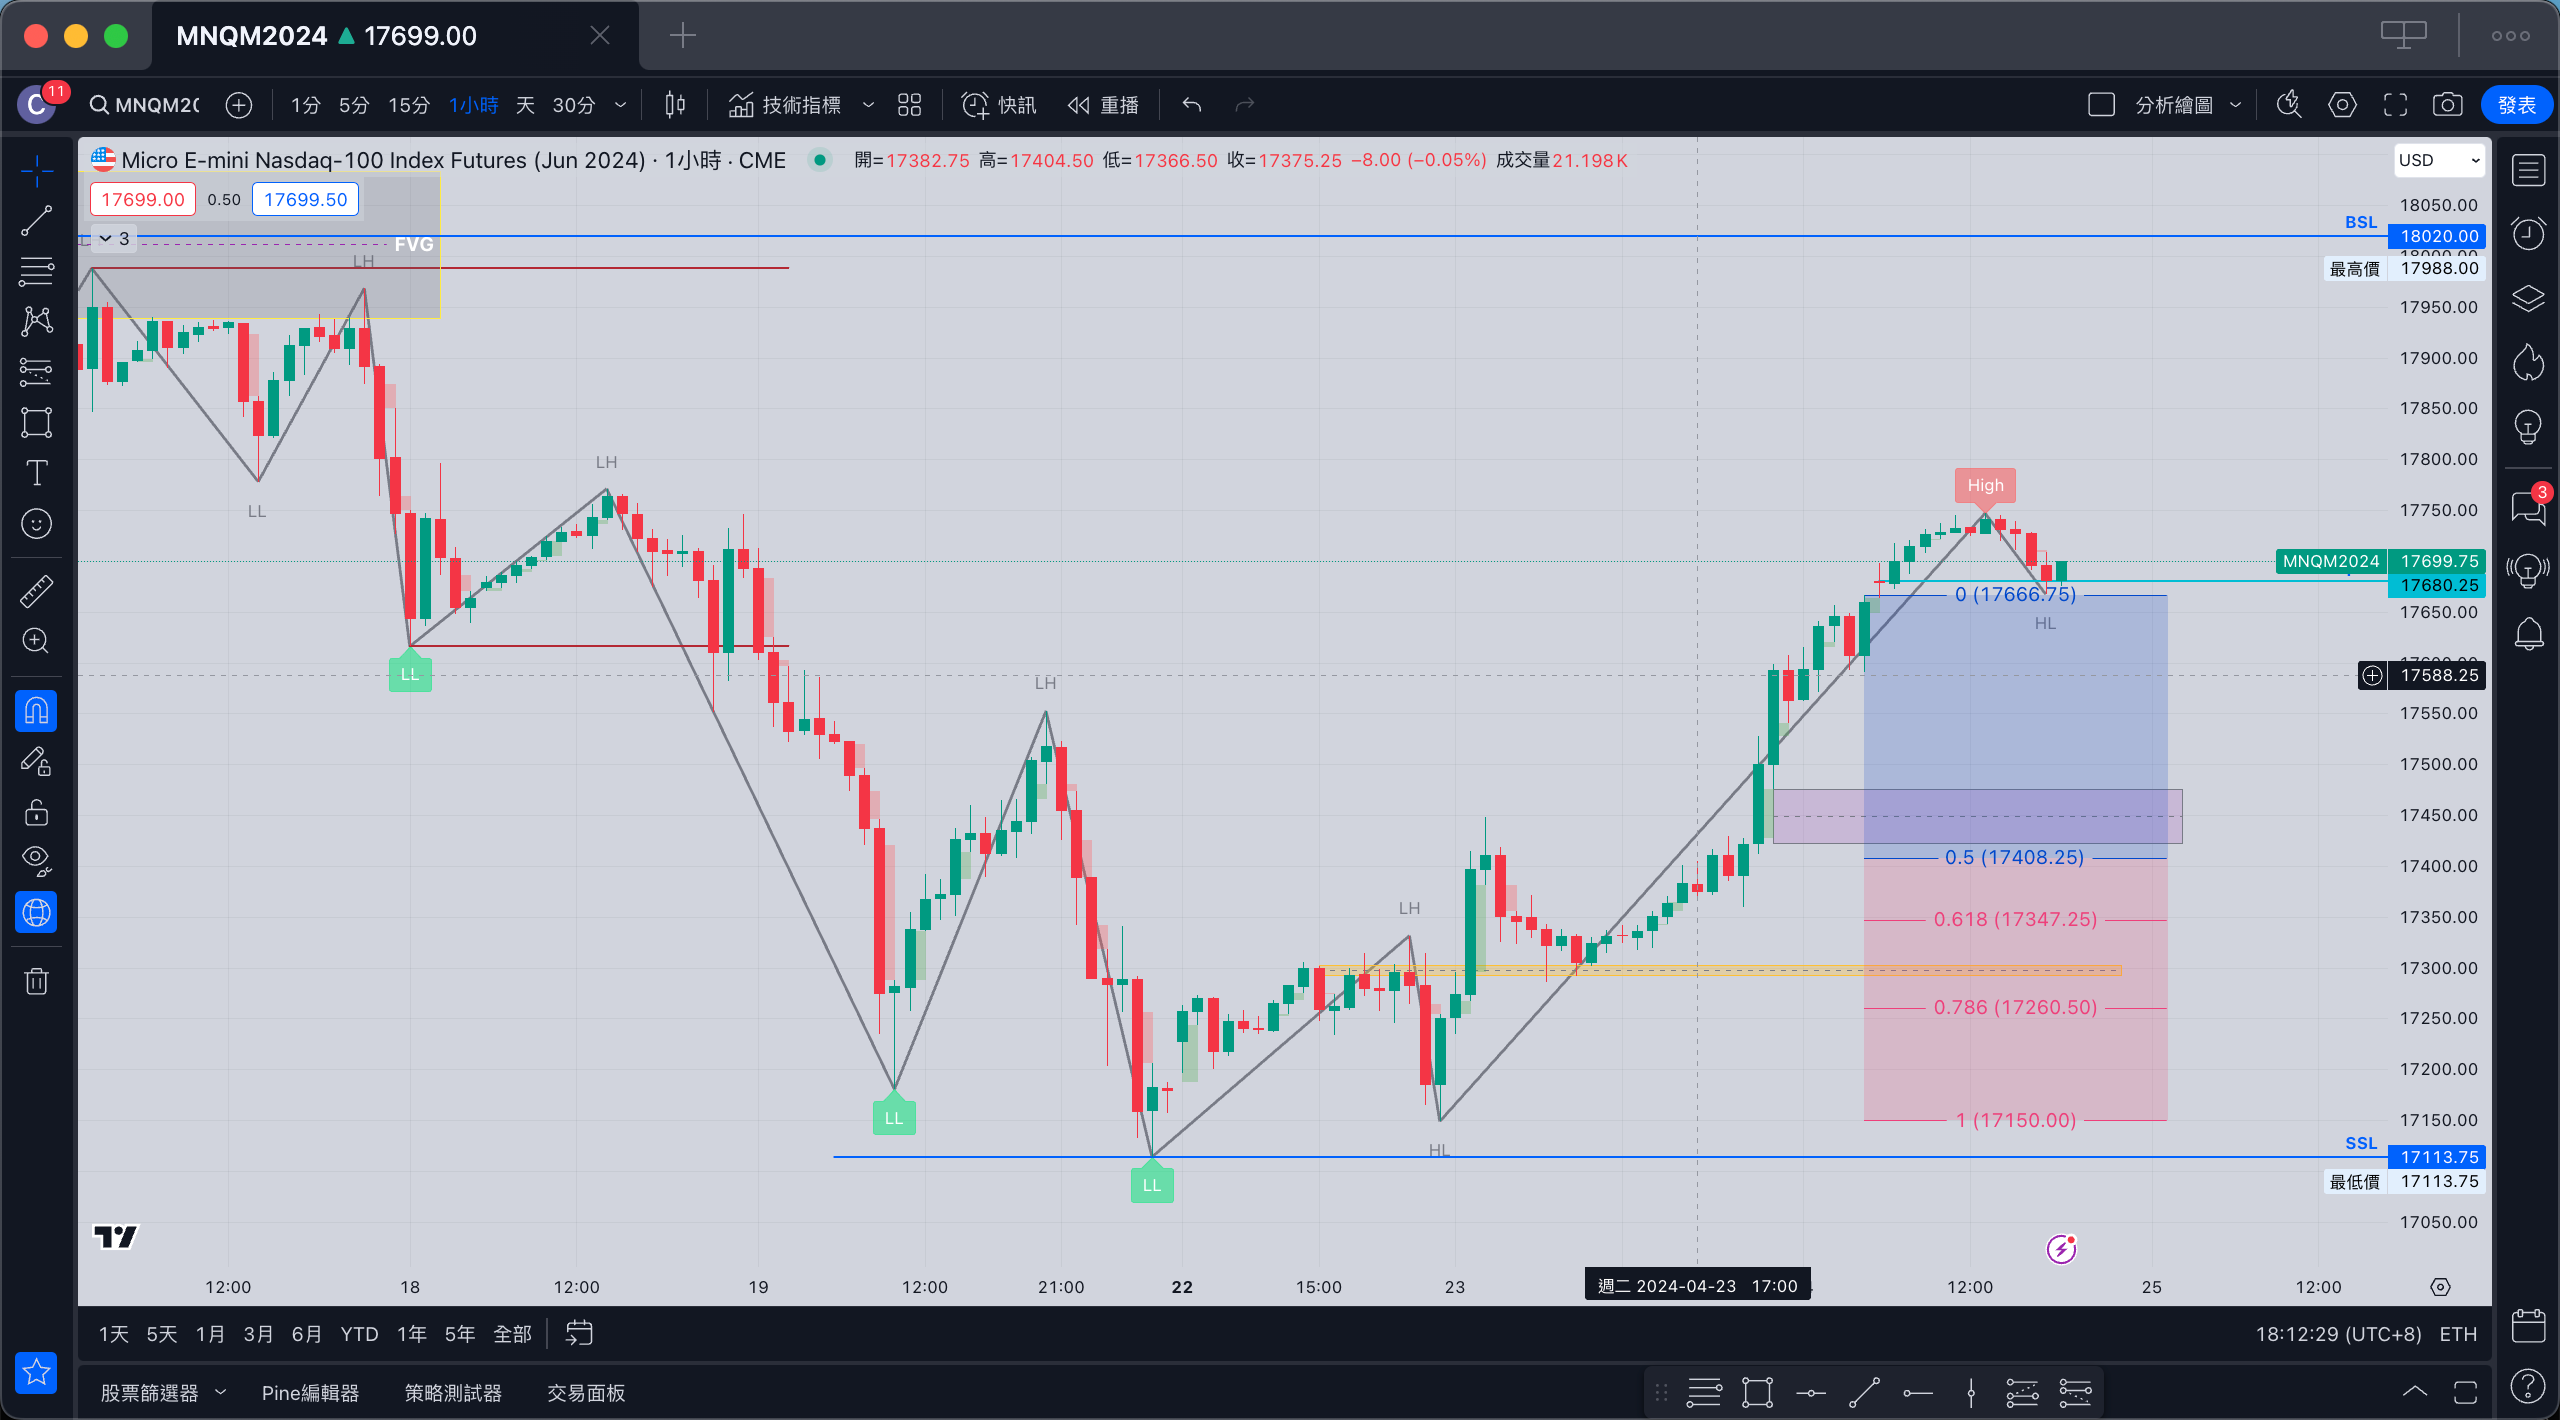 MNQM2024 ▲ 17699.00
C 11 MNQM20 1分 5分 15分 1小時 天 30分 技術指標 快訊 重播 分析繪圖 發表
Micro E-mini Nasdaq-100 Index Futures (Jun 2024) · 1小時 · CME 開=17382.75 高=17404.50 低=17366.50 收=17375.25 −8.00 (−0.05%) 成交量21.198K
USD
17699.00 0.50 17699.50
3
FVG
LH
LL
LL
LH
LL
LH
LL
LH
HL
High
HL
0 (17666.75)
0.5 (17408.25)
0.618 (17347.25)
0.786 (17260.50)
1 (17150.00)
18050.00
BSL
18020.00
最高價 17988.00
17950.00
17900.00
17850.00
17800.00
17750.00
MNQM2024 17699.75
17680.25
17650.00
17588.25
17550.00
17500.00
17450.00
17400.00
17350.00
17300.00
17250.00
17200.00
17150.00
SSL
17113.75
最低價 17113.75
17050.00
3
12:00 18 12:00 19 12:00 21:00 22 15:00 23 週二 2024-04-23 17:00 12:00 25 12:00
1天 5天 1月 3月 6月 YTD 1年 5年 全部 18:12:29 (UTC+8) ETH
股票篩選器 Pine編輯器 策略測試器 交易面板